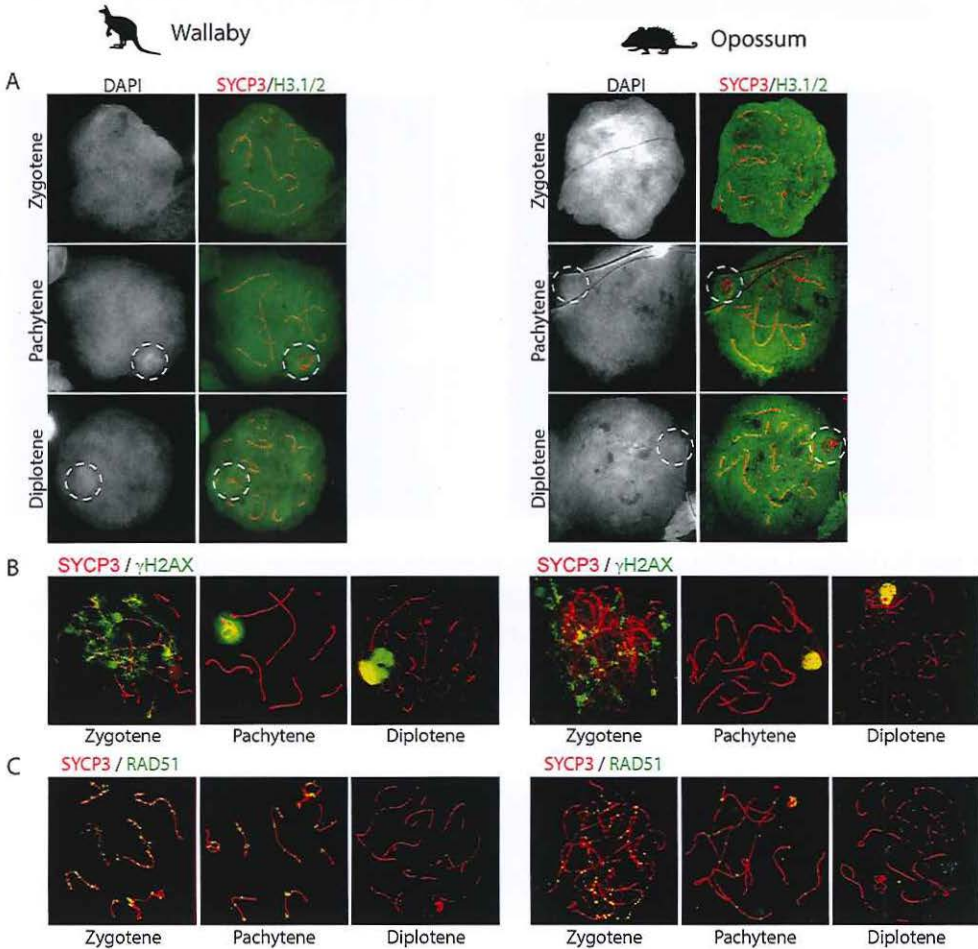 Wallaby
Opossum
A
DAPI
SYCP3/H3.1/2
DAPI
SYCP3/H3.1/2
Zygotene
Zygotene
Pachytene
Pachytene
Diplotene
Diplotene
B
SYCP3 / γH2AX
SYCP3 / γH2AX
Zygotene
Pachytene
Diplotene
Zygotene
Pachytene
Diplotene
C
SYCP3 / RAD51
SYCP3 / RAD51
Zygotene
Pachytene
Diplotene
Zygotene
Pachytene
Diplotene